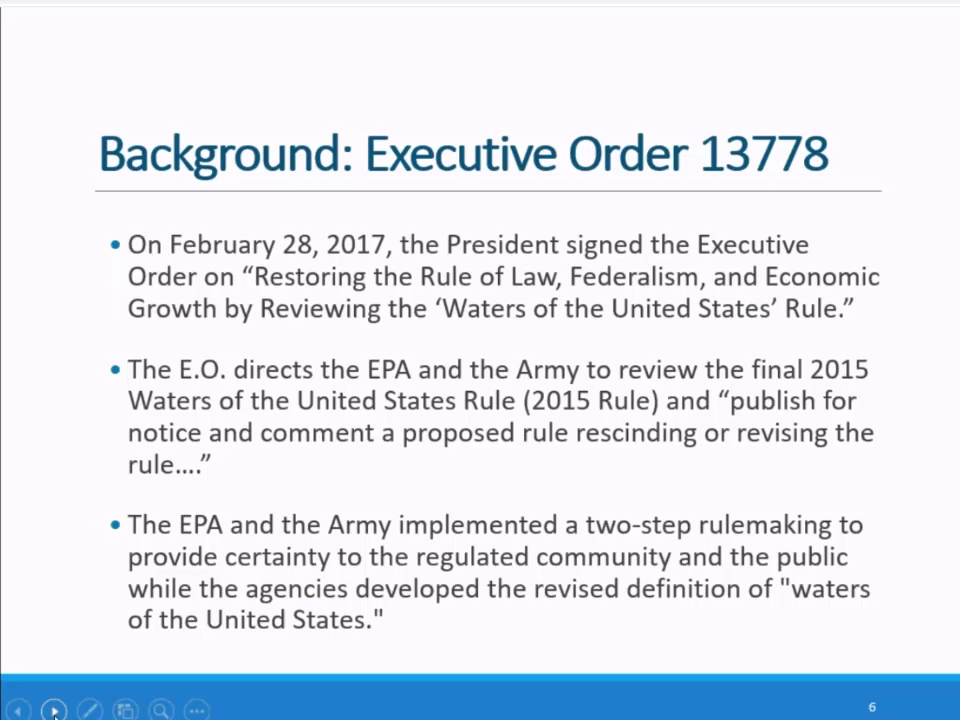 Background: Executive Order 13778
• On February 28, 2017, the President signed the Executive
Order on “Restoring the Rule of Law, Federalism, and Economic
Growth by Reviewing the ‘Waters of the United States’ Rule.”
• The E.O. directs the EPA and the Army to review the final 2015
Waters of the United States Rule (2015 Rule) and “publish for
notice and comment a proposed rule rescinding or revising the
rule….”
• The EPA and the Army implemented a two-step rulemaking to
provide certainty to the regulated community and the public
while the agencies developed the revised definition of "waters
of the United States."
6